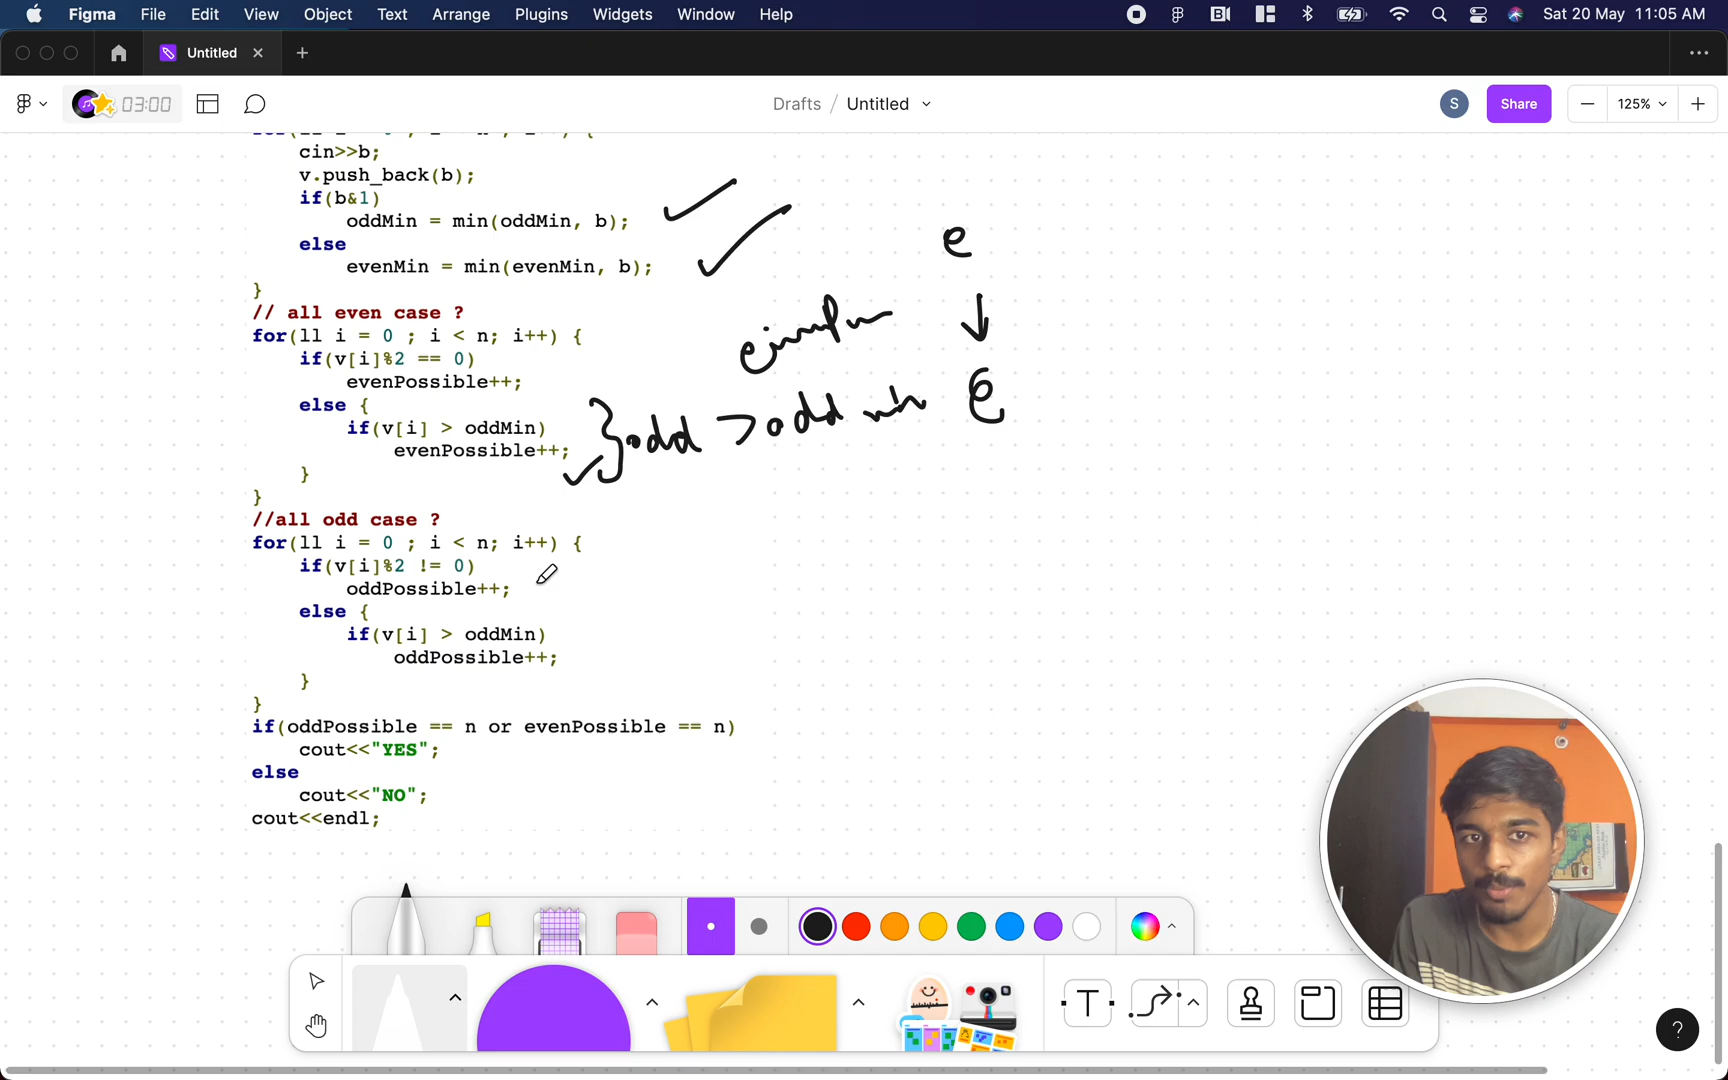 Figma File Edit View Object Text Arrange Plugins Widgets Window Help Sat 20 May 11:05 AM
Untitled
03:00 Drafts / Untitled S Share 125%
cin>>b;
v.push_back(b);
if(b&1)
oddMin = min(oddMin, b);
else
evenMin = min(evenMin, b);
}
// all even case ?
for(ll i = 0 ; i < n; i++) {
if(v[i]%2 == 0)
evenPossible++;
else {
if(v[i] > oddMin)
evenPossible++;
}
}
//all odd case ?
for(ll i = 0 ; i < n; i++) {
if(v[i]%2 != 0)
oddPossible++;
else {
if(v[i] > oddMin)
oddPossible++;
}
}
if(oddPossible == n or evenPossible == n)
cout<<"YES";
else
cout<<"NO";
cout<<endl;
e
e
odd > odd
T
?